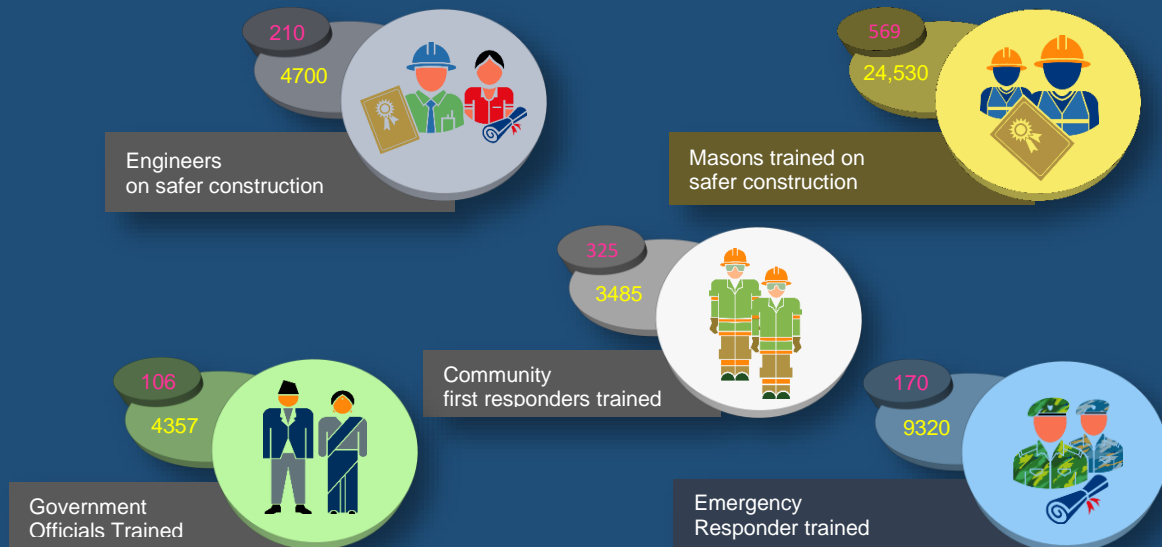 210
4700
Engineers
on safer construction
569
24,530
Masons trained on
safer construction
325
3485
Community
first responders trained
106
4357
Government
Officials Trained
170
9320
Emergency
Responder trained